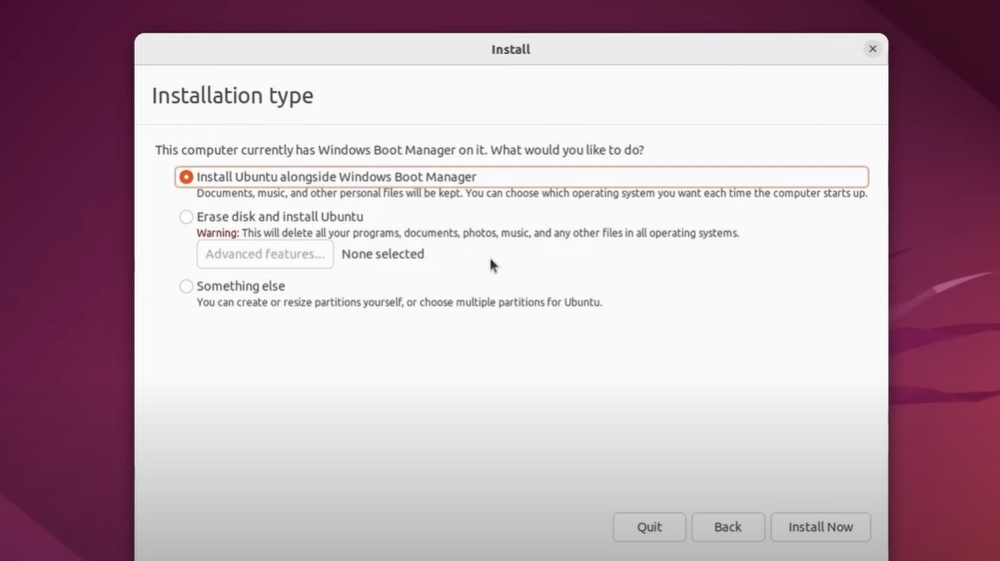 Install
Installation type
This computer currently has Windows Boot Manager on it. What would you like to do?
Install Ubuntu alongside Windows Boot Manager
Documents, music, and other personal files will be kept. You can choose which operating system you want each time the computer starts up.
Erase disk and install Ubuntu
Warning: This will delete all your programs, documents, photos, music, and any other files in all operating systems.
Advanced features... None selected
Something else
You can create or resize partitions yourself, or choose multiple partitions for Ubuntu.
Quit Back Install Now